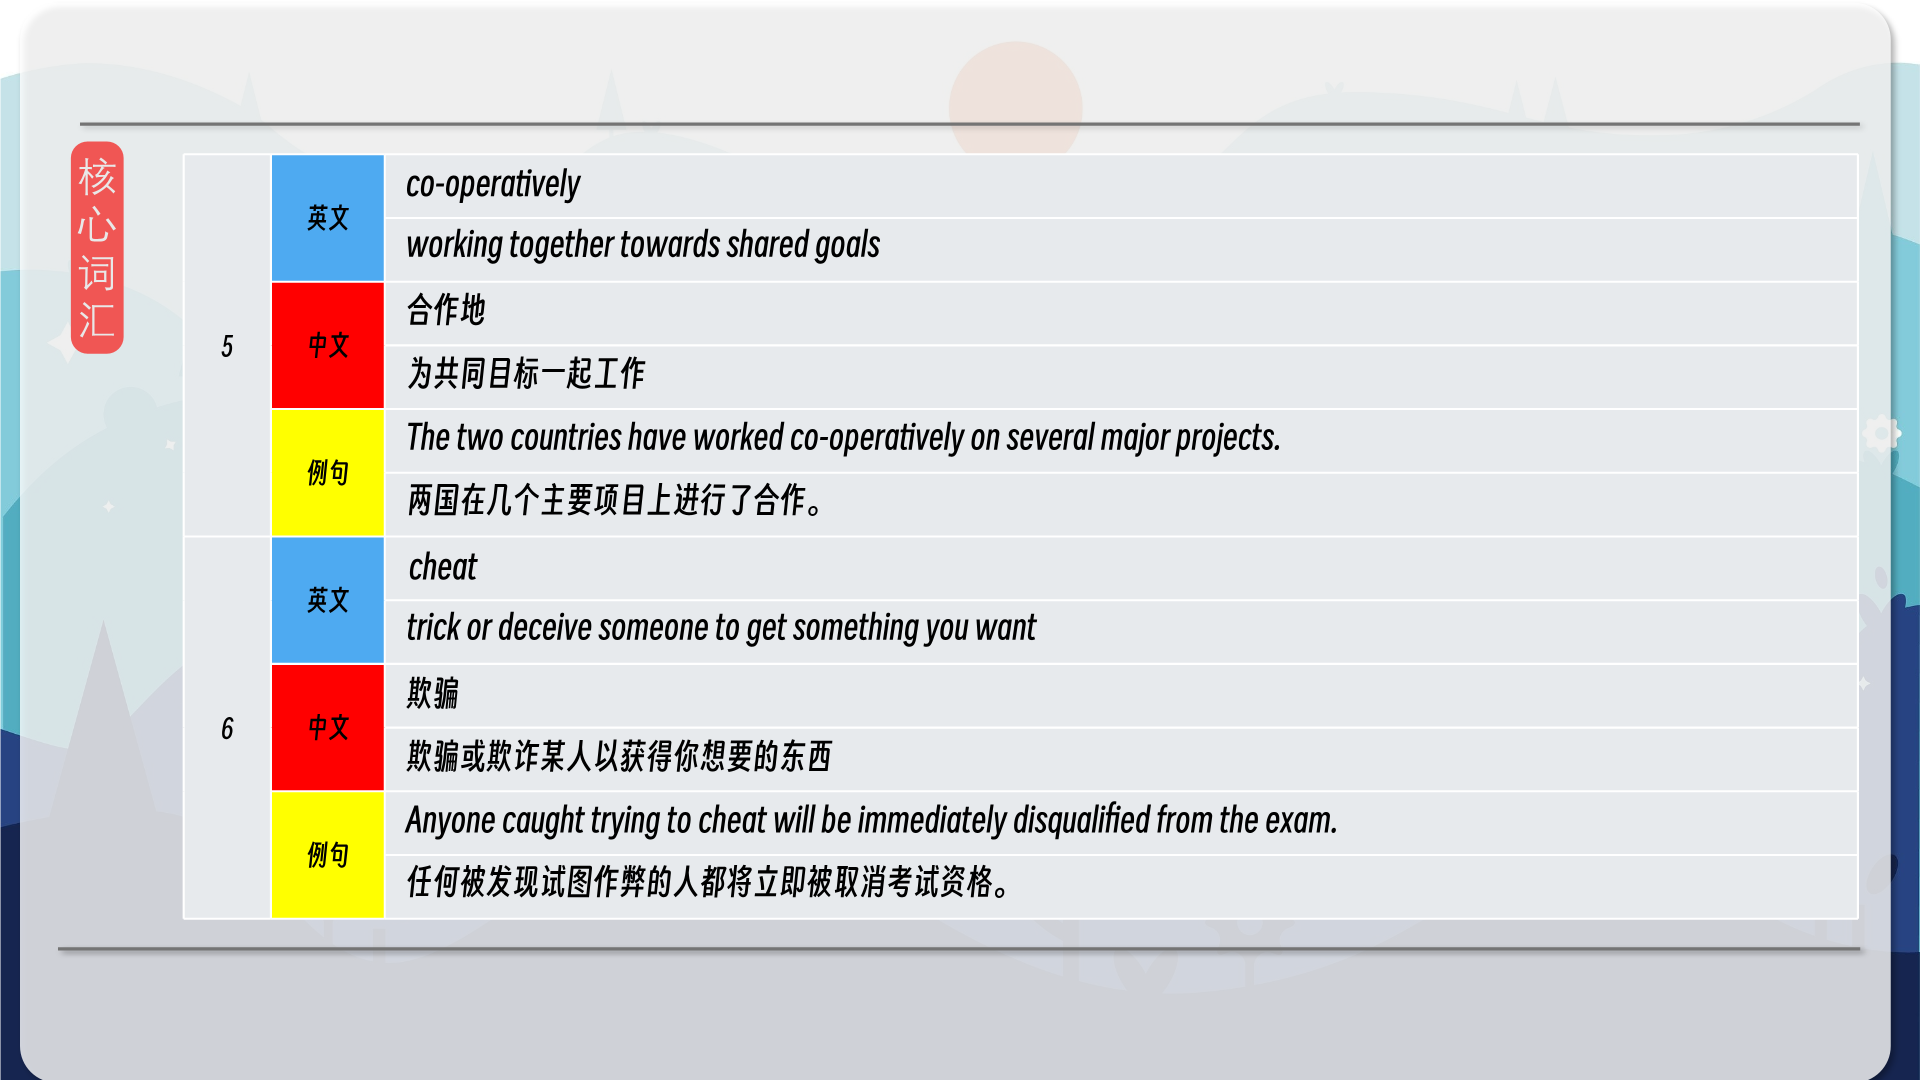 核
心
词
汇
5
英文
co-operatively
working together towards shared goals
中文
合作地
为共同目标一起工作
例句
The two countries have worked co-operatively on several major projects.
两国在几个主要项目上进行了合作。
6
英文
cheat
trick or deceive someone to get something you want
中文
欺骗
欺骗或欺诈某人以获得你想要的东西
例句
Anyone caught trying to cheat will be immediately disqualified from the exam.
任何被发现试图作弊的人都将立即被取消考试资格。